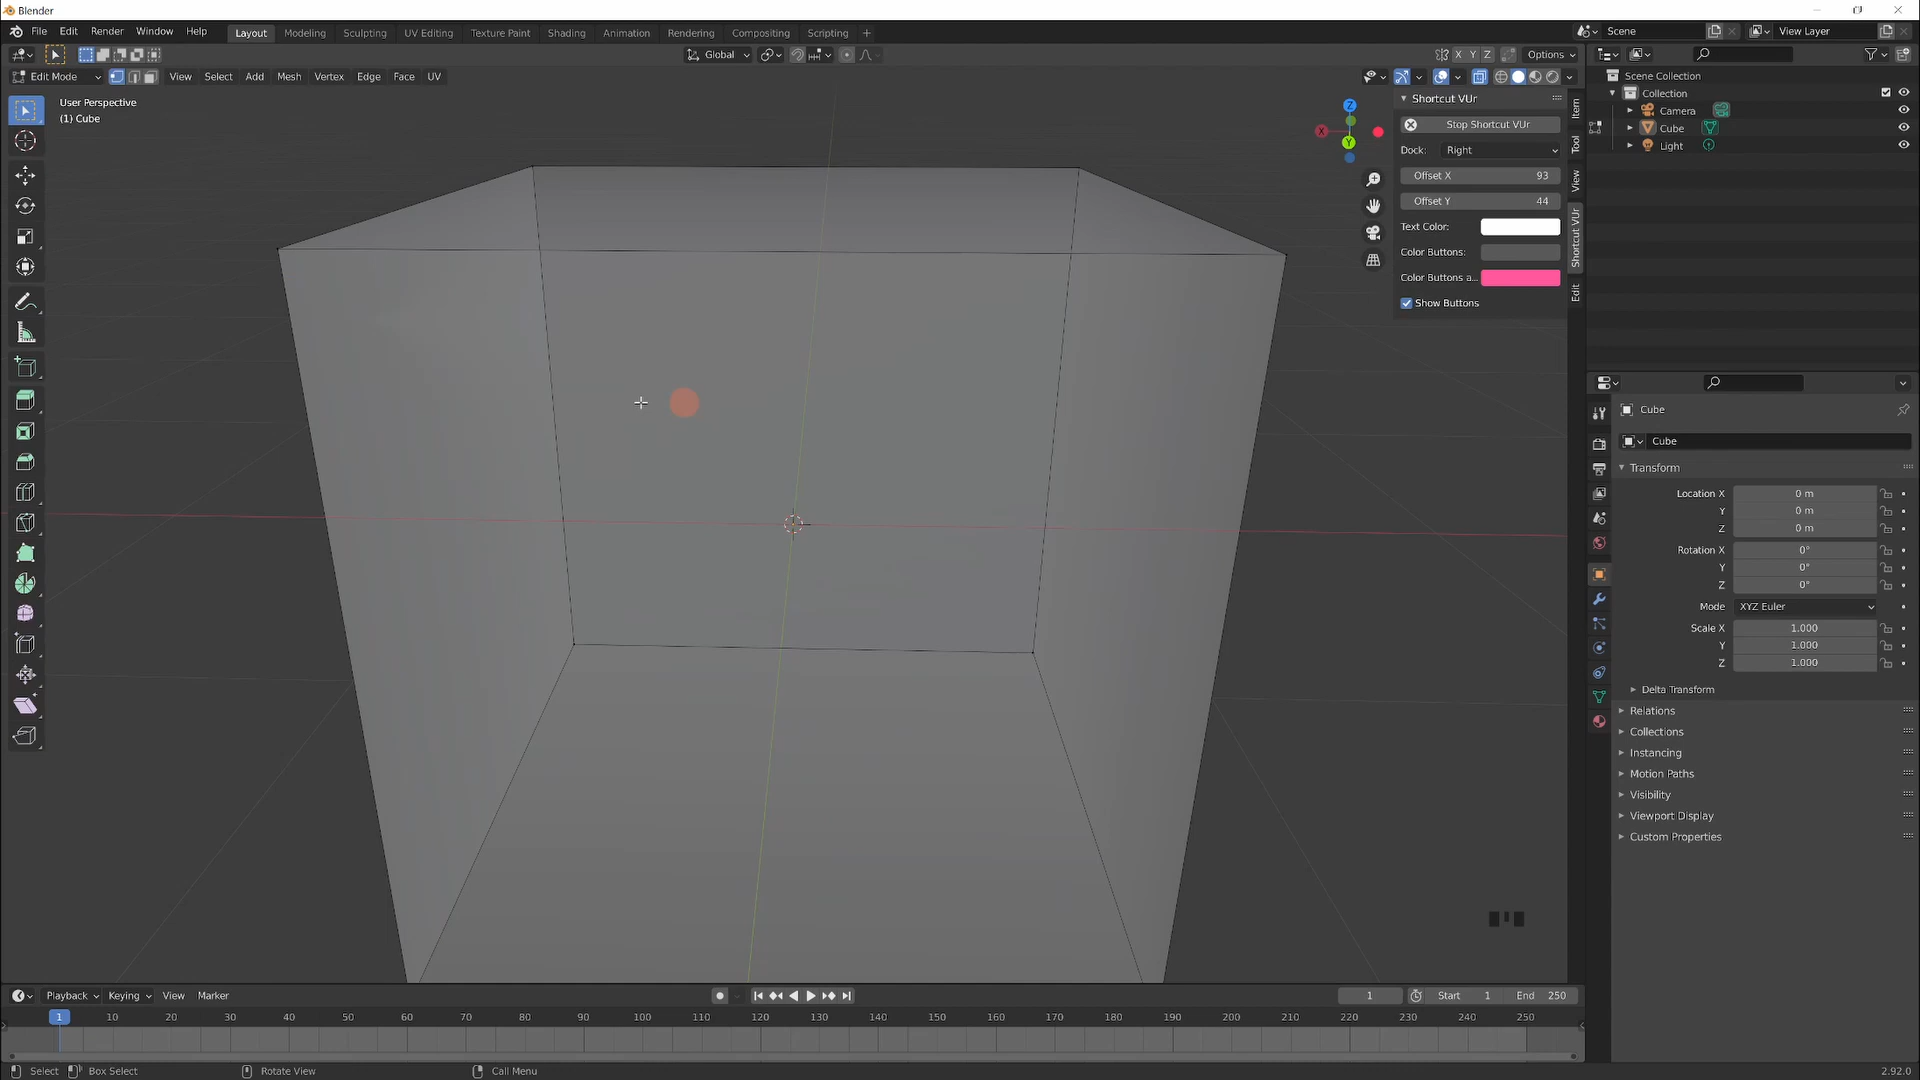 Blender
File Edit Render Window Help
Layout Modeling Sculpting UV Editing Texture Paint Shading Animation Rendering Compositing Scripting +
Scene
View Layer
Global
X Y Z
Options
Edit Mode
View Select Add Mesh Vertex Edge Face UV
User Perspective
(1) Cube
Z
X
Y
Shortcut VUr
Stop Shortcut VUr
Dock: Right
Offset X 93
Offset Y 44
Text Color:
Color Buttons:
Color Buttons a...
Show Buttons
Item
Tool
View
Shortcut VUr
Edit
Scene Collection
Collection
Camera
Cube
Light
Cube
Cube
Transform
Location X 0 m
Y 0 m
Z 0 m
Rotation X 0°
Y 0°
Z 0°
Mode XYZ Euler
Scale X 1.000
Y 1.000
Z 1.000
Delta Transform
Relations
Collections
Instancing
Motion Paths
Visibility
Viewport Display
Custom Properties
Playback Keying View Marker
1
Start 1
End 250
1 10 20 30 40 50 60 70 80 90 100 110 120 130 140 150 160 170 180 190 200 210 220 230 240 250
Select
Box Select
Rotate View
Call Menu
2.92.0